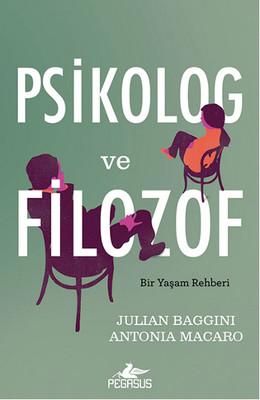 PSİKOLOG
ve
FİLOZOF
Bir Yaşam Rehberi
JULIAN BAGGINI
ANTONIA MACARO
PEGASUS